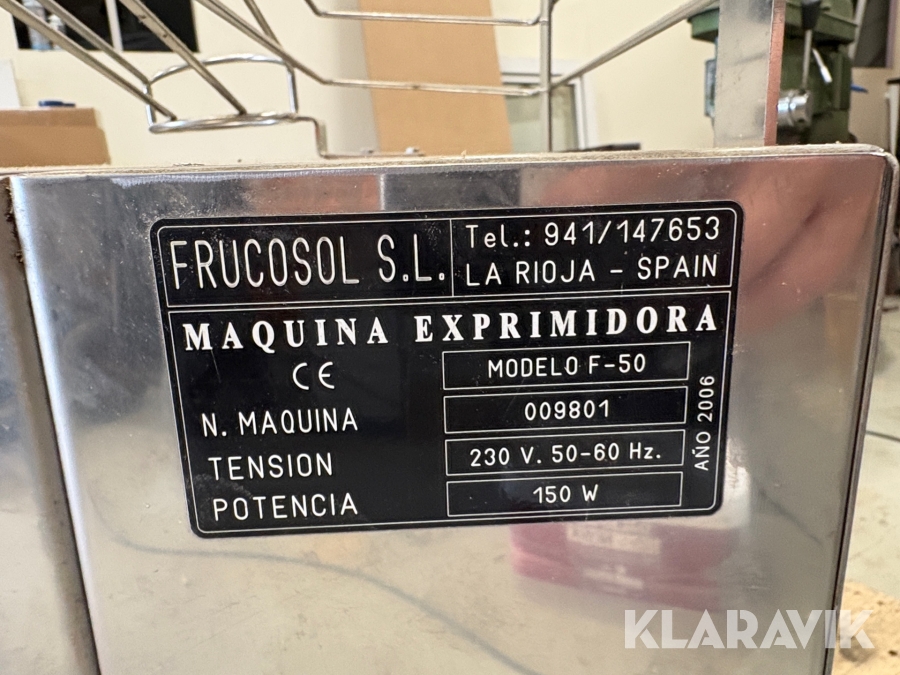 FRUCOSOL S.L.
Tel.: 941/147653
LA RIOJA - SPAIN
MAQUINA EXPRIMIDORA
CE
MODELO F-50
N. MAQUINA
009801
TENSION
230 V. 50-60 Hz.
POTENCIA
150 W
AÑO 2006
KLARAVIK